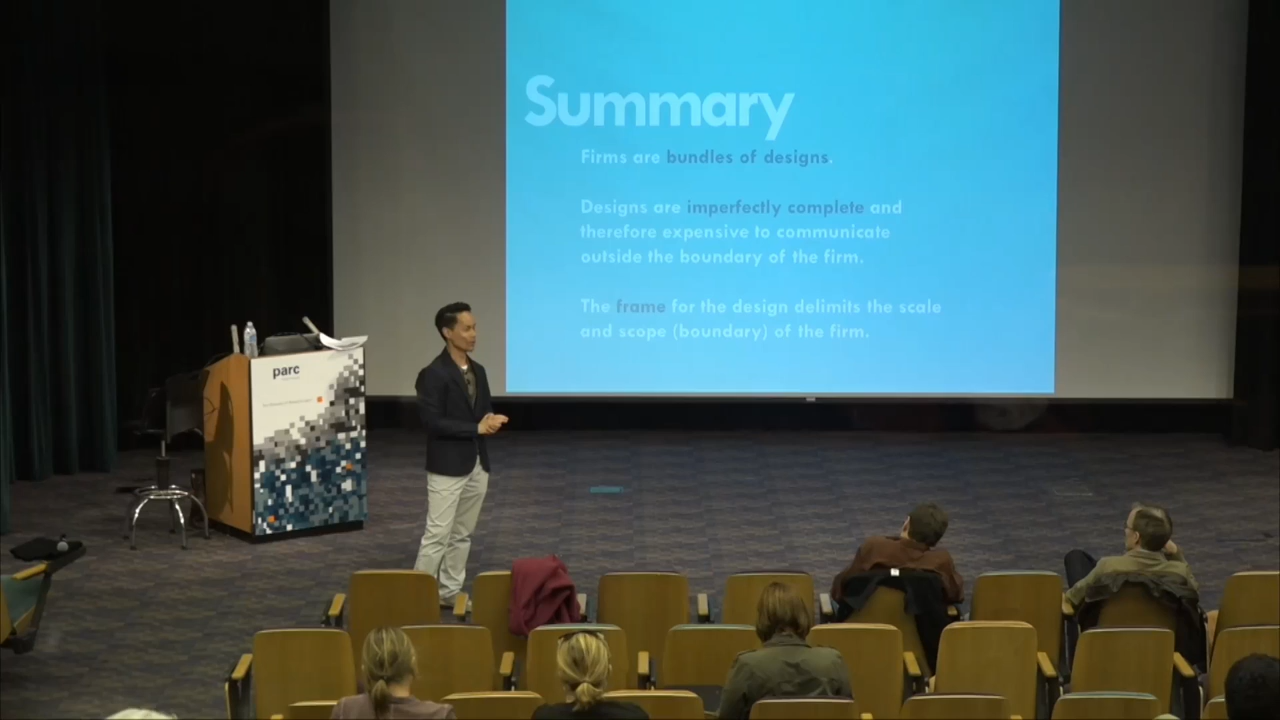 Summary
Firms are bundles of designs.
Designs are imperfectly complete and
therefore expensive to communicate
outside the boundary of the firm.
The frame for the design delimits the scale
and scope (boundary) of the firm.
parc